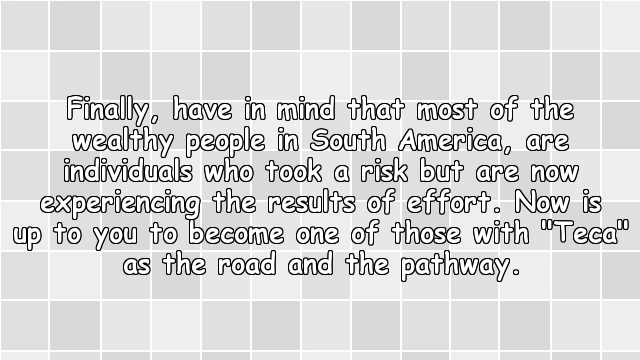 Finally, have in mind that most of the
wealthy people in South America, are
individuals who took a risk but are now
experiencing the results of effort. Now is
up to you to become one of those with "Teca"
as the road and the pathway.